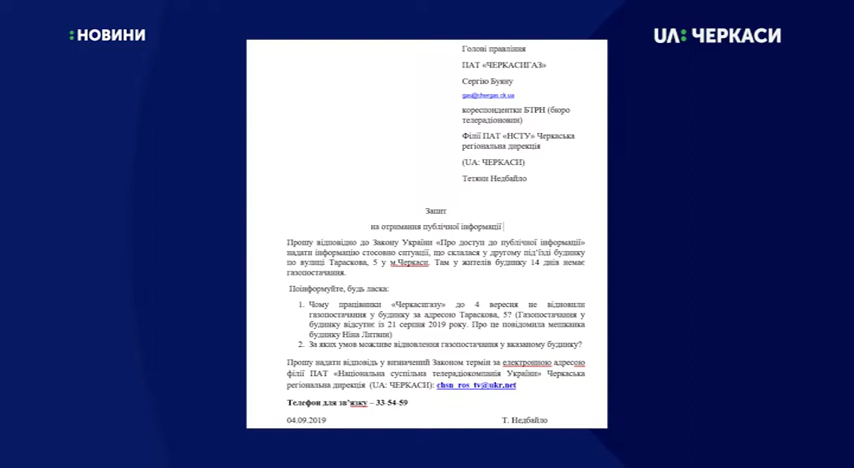 :НОВИНИ
UA: ЧЕРКАСИ
Голові правління
ПАТ «ЧЕРКАСИГАЗ»
Сергію Буяну
gas@chergas.ck.ua
кореспондентки БТРН (бюро
телерадіоновин)
Філії ПАТ «НСТУ» Черкаська
регіональна дирекція
(UA: ЧЕРКАСИ)
Тетяни Недбайло
Запит
на отримання публічної інформації
Прошу відповідно до Закону України «Про доступ до публічної інформації»
надати інформацію стосовно ситуації, що склалася у другому під’їзді будинку
по вулиці Тараскова, 5 у м.Черкаси. Там у жителів будинку 14 днів немає
газопостачання.
Поінформуйте, будь ласка:
1. Чому працівники «Черкасигазу» до 4 вересня не відновили
газопостачання у будинку за адресою Тараскова, 5? (Газопостачання у
будинку відсутнє із 21 серпня 2019 року. Про це повідомила мешканка
будинку Ніна Литвин)
2. За яких умов можливе відновлення газопостачання у вказаному будинку?
Прошу надати відповідь у визначений Законом термін за електронною адресою
філії ПАТ «Національна суспільна телерадіокомпанія України» Черкаська
регіональна дирекція (UA: ЧЕРКАСИ): chsn_ros_tv@ukr.net
Телефон для зв’язку – 33-54-59
04.09.2019 Т. Недбайло